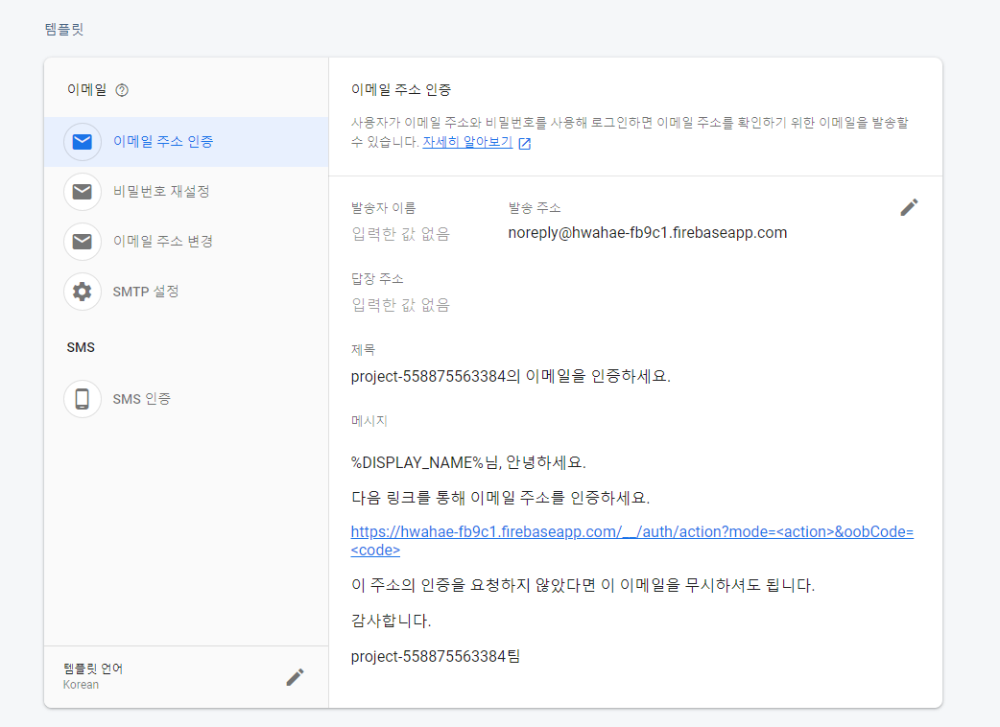 템플릿
이메일
이메일 주소 인증
비밀번호 재설정
이메일 주소 변경
SMTP 설정
SMS
SMS 인증
템플릿 언어
Korean
이메일 주소 인증
사용자가 이메일 주소와 비밀번호를 사용해 로그인하면 이메일 주소를 확인하기 위한 이메일을 발송할
수 있습니다. 자세히 알아보기
발송자 이름
입력한 값 없음
발송 주소
noreply@hwahae-fb9c1.firebaseapp.com
답장 주소
입력한 값 없음
제목
project-558875563384의 이메일을 인증하세요.
메시지
%DISPLAY_NAME%님, 안녕하세요.
다음 링크를 통해 이메일 주소를 인증하세요.
https://hwahae-fb9c1.firebaseapp.com/__/auth/action?mode=<action>&oobCode=
<code>
이 주소의 인증을 요청하지 않았다면 이 이메일을 무시하셔도 됩니다.
감사합니다.
project-558875563384팀